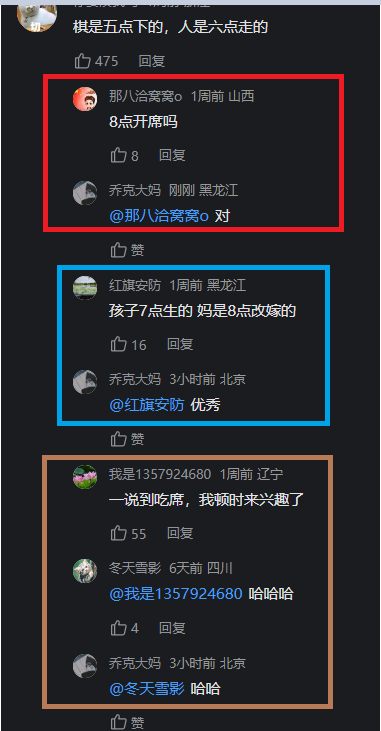 棋是五点下的，人是六点走的
475 回复
那八洽窝窝o 1周前 山西
8点开席吗
8 回复
乔克大妈 刚刚 黑龙江
@那八洽窝窝o 对
赞
红旗安防 1周前 黑龙江
孩子7点生的 妈是8点改嫁的
16 回复
乔克大妈 3小时前 北京
@红旗安防 优秀
赞
我是1357924680 1周前 辽宁
一说到吃席，我顿时来兴趣了
55 回复
冬天雪影 6天前 四川
@我是1357924680 哈哈哈
4 回复
乔克大妈 3小时前 北京
@冬天雪影 哈哈
赞